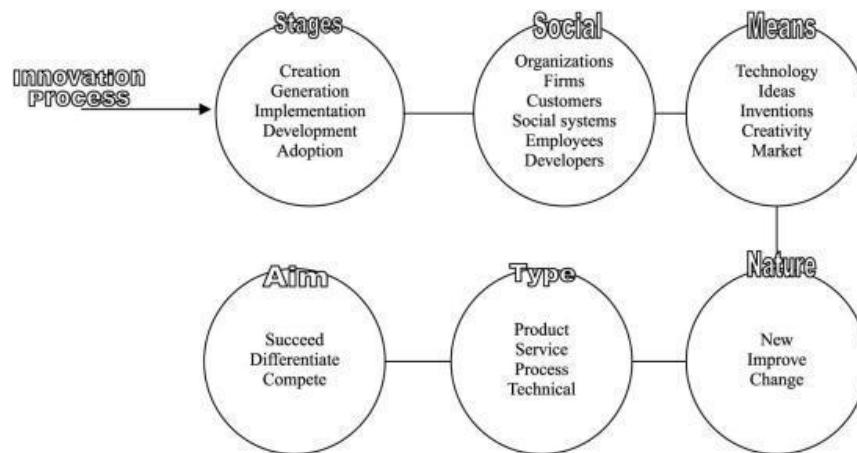 Innovation
Process
Stages
Creation
Generation
Implementation
Development
Adoption
Social
Organizations
Firms
Customers
Social systems
Employees
Developers
Means
Technology
Ideas
Inventions
Creativity
Market
Aim
Succeed
Differentiate
Compete
Type
Product
Service
Process
Technical
Nature
New
Improve
Change